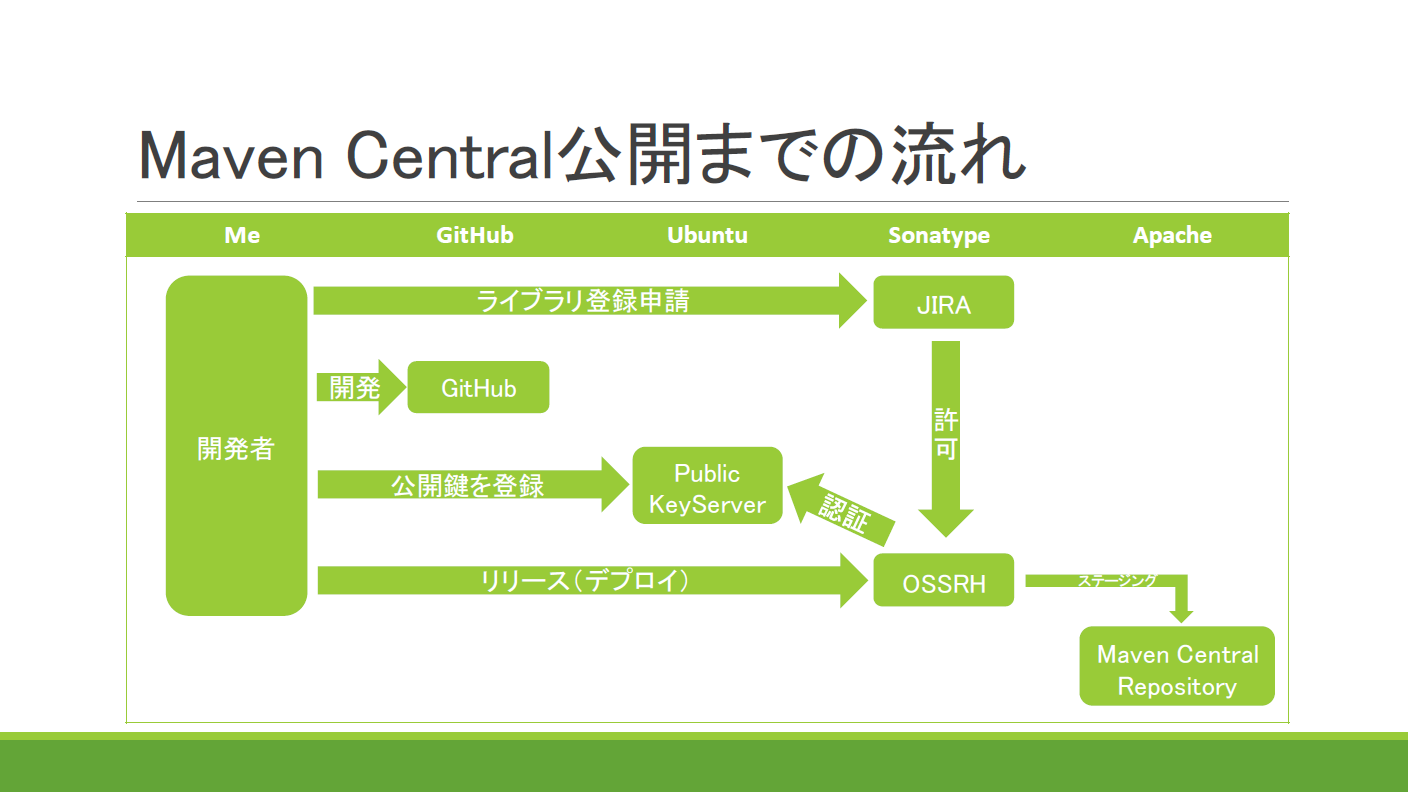 Maven Central公開までの流れ
Me GitHub Ubuntu Sonatype Apache
開発者
ライブラリ登録申請
JIRA
開発
GitHub
許
可
公開鍵を登録
Public
KeyServer
認証
リリース（デプロイ）
OSSRH
ステージング
Maven Central
Repository